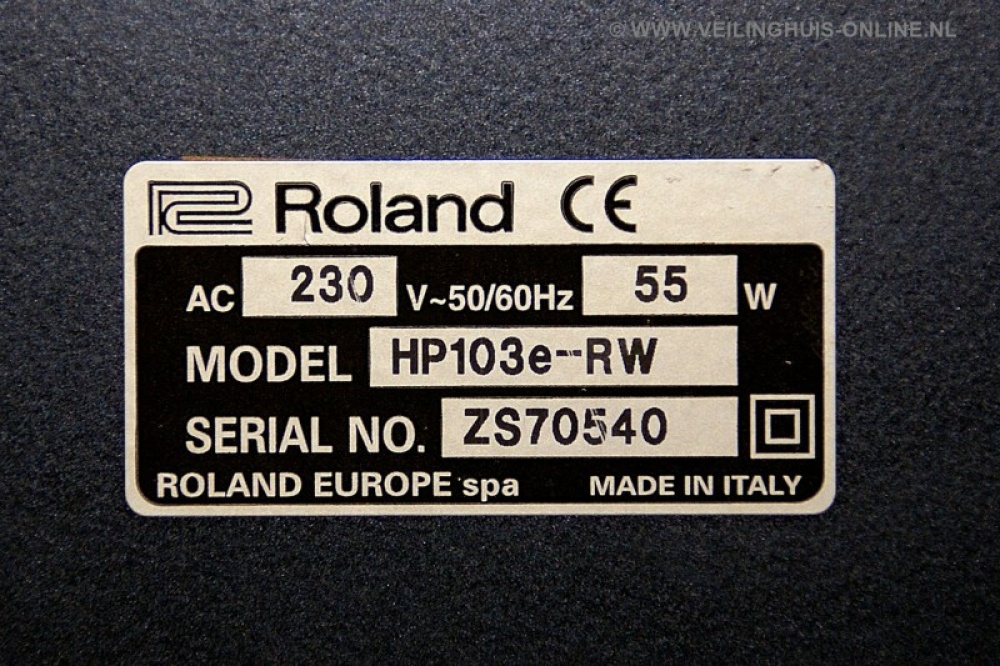 © WWW.VEILINGHUIS-ONLINE.NL
Roland CE
AC 230 V~50/60Hz 55 W
MODEL HP103e-RW
SERIAL NO. ZS70540
ROLAND EUROPE spa MADE IN ITALY